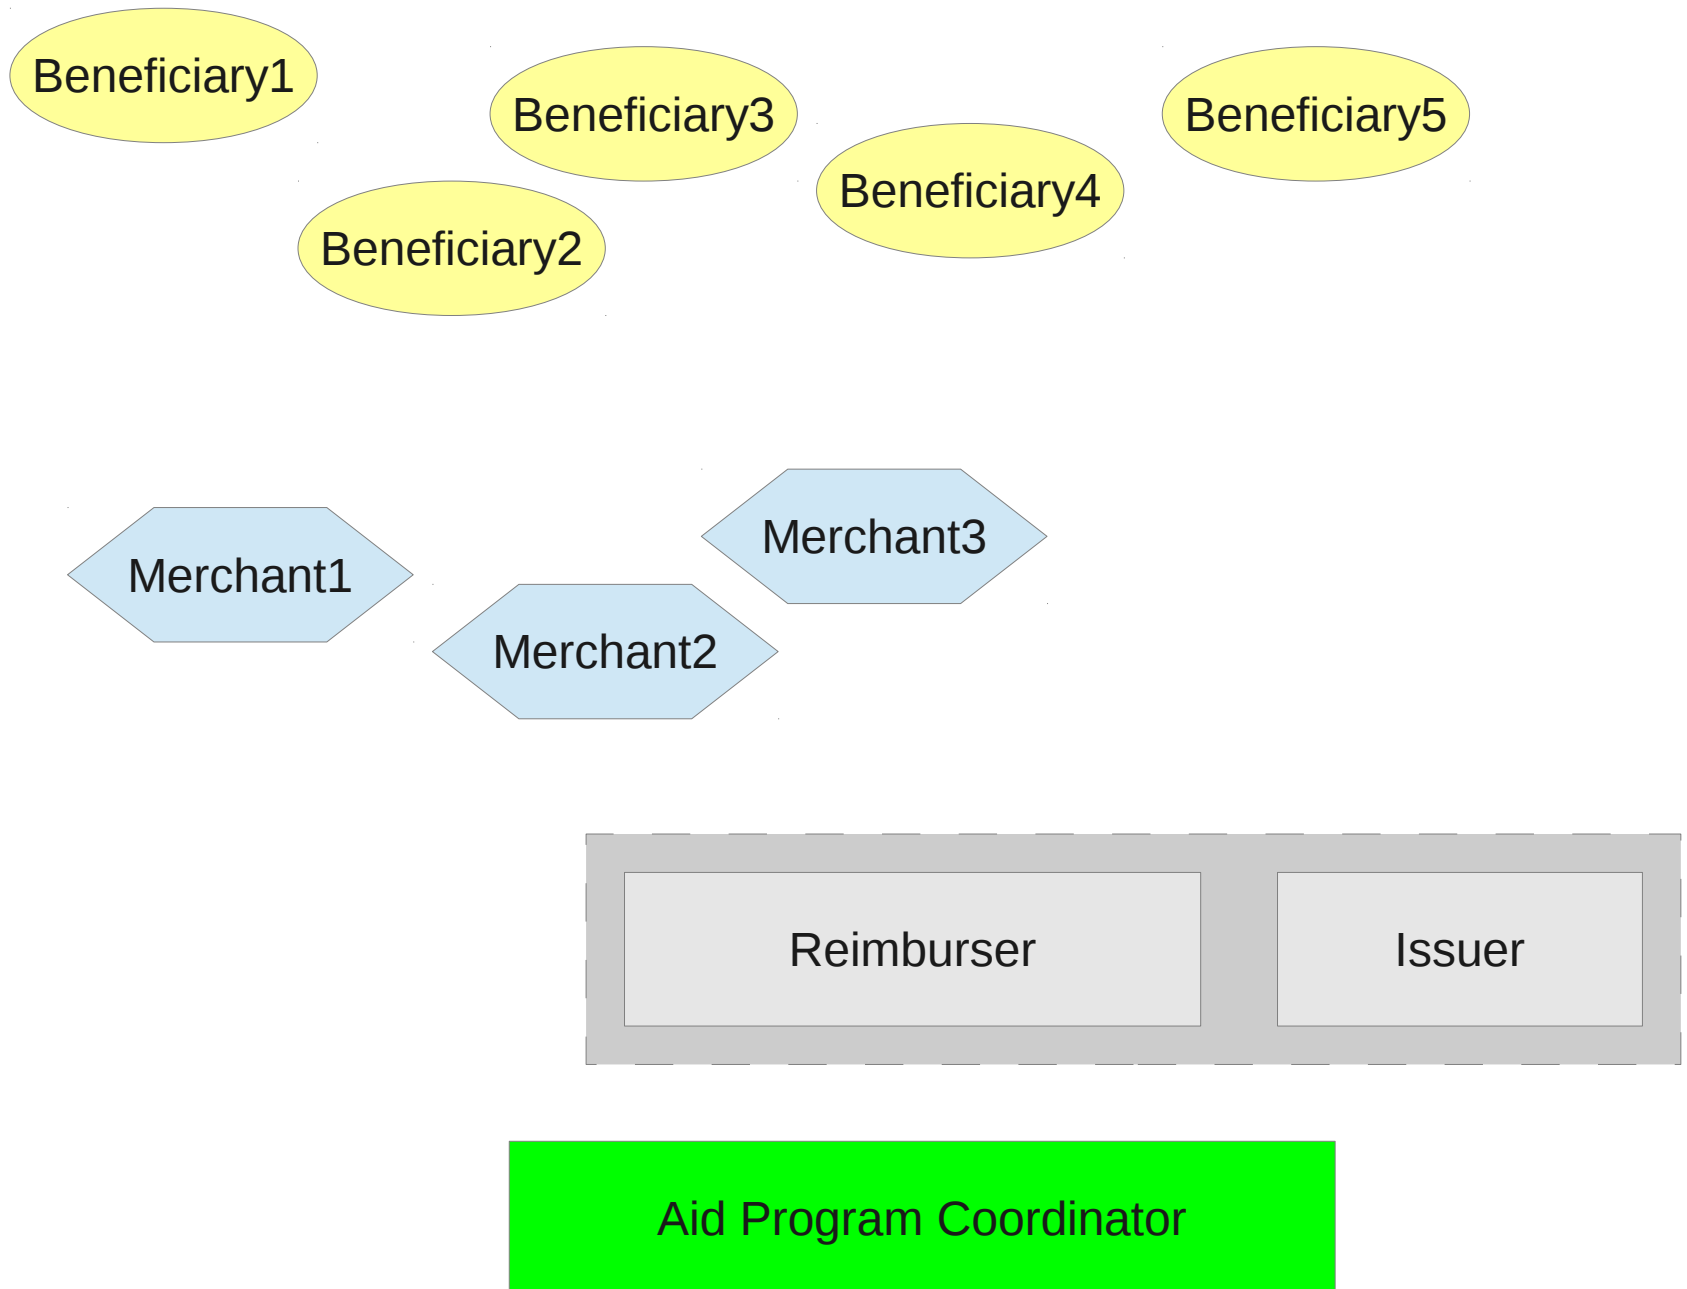 Beneficiary1
Beneficiary3
Beneficiary5
Beneficiary4
Beneficiary2
Merchant3
Merchant1
Merchant2
Reimburser
Issuer
Aid Program Coordinator